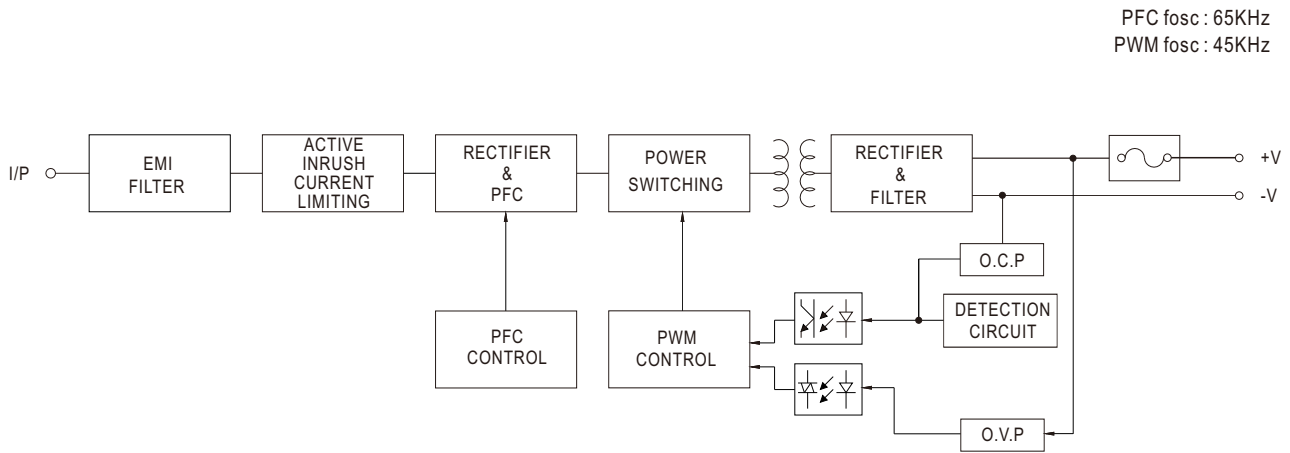 PFC fosc : 65KHz
PWM fosc : 45KHz
I/P
EMI
FILTER
ACTIVE
INRUSH
CURRENT
LIMITING
RECTIFIER
&
PFC
POWER
SWITCHING
RECTIFIER
&
FILTER
+V
-V
O.C.P
DETECTION
CIRCUIT
PFC
CONTROL
PWM
CONTROL
O.V.P